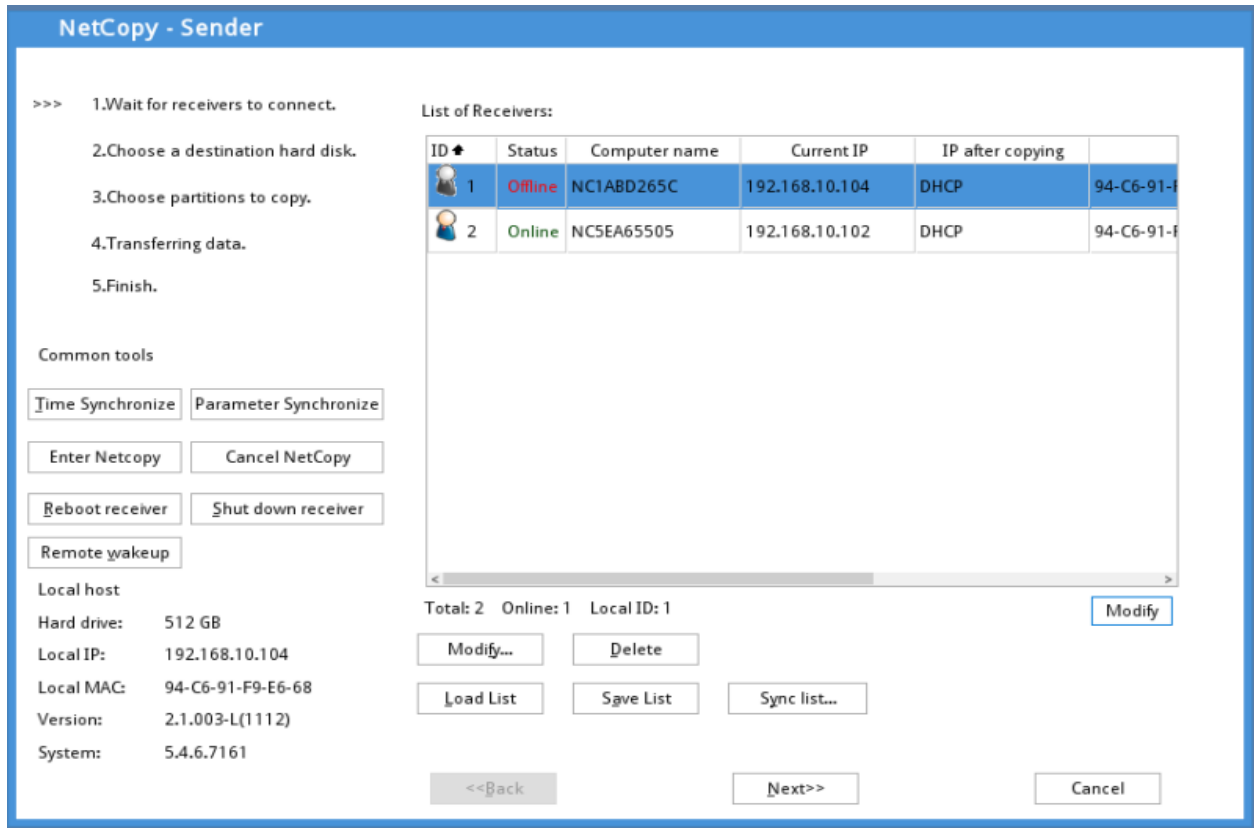 NetCopy - Sender
>>> 1.Wait for receivers to connect.
2.Choose a destination hard disk.
3.Choose partitions to copy.
4.Transferring data.
5.Finish.
Common tools
Time Synchronize Parameter Synchronize
Enter Netcopy Cancel NetCopy
Reboot receiver Shut down receiver
Remote wakeup
Local host
Hard drive: 512 GB
Local IP: 192.168.10.104
Local MAC: 94-C6-91-F9-E6-68
Version: 2.1.003-L(1112)
System: 5.4.6.7161
List of Receivers:
ID Status Computer name Current IP IP after copying
1 Offline NC1ABD265C 192.168.10.104 DHCP 94-C6-91-
2 Online NC5EA65505 192.168.10.102 DHCP 94-C6-91-
Total: 2 Online: 1 Local ID: 1 Modify
Modify... Delete
Load List Save List Sync list...
<<Back Next>> Cancel